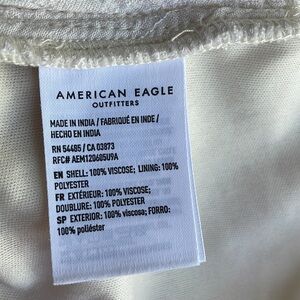 AMERICAN EAGLE
OUTFITTERS
MADE IN INDIA / FABRIQUÉ EN INDE /
HECHO EN INDIA
RN 54485 / CA 03873
RFC# AEM120605U9A
EN SHELL: 100% VISCOSE; LINING: 100%
POLYESTER
FR EXTÉRIEUR: 100% VISCOSE;
DOUBLURE: 100% POLYESTER
SP EXTERIOR: 100% viscosa; FORRO:
100% poliéster